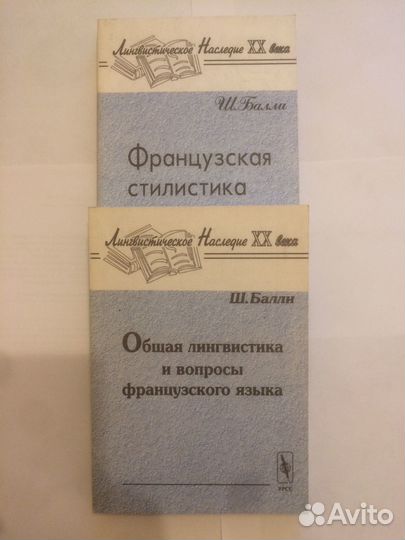 Лингвистическое Наследие XX века
Ш. Балли
Французская
стилистика
Лингвистическое Наследие XX века
Ш. Балли
Общая лингвистика
и вопросы
французского языка
УРСС
Avito